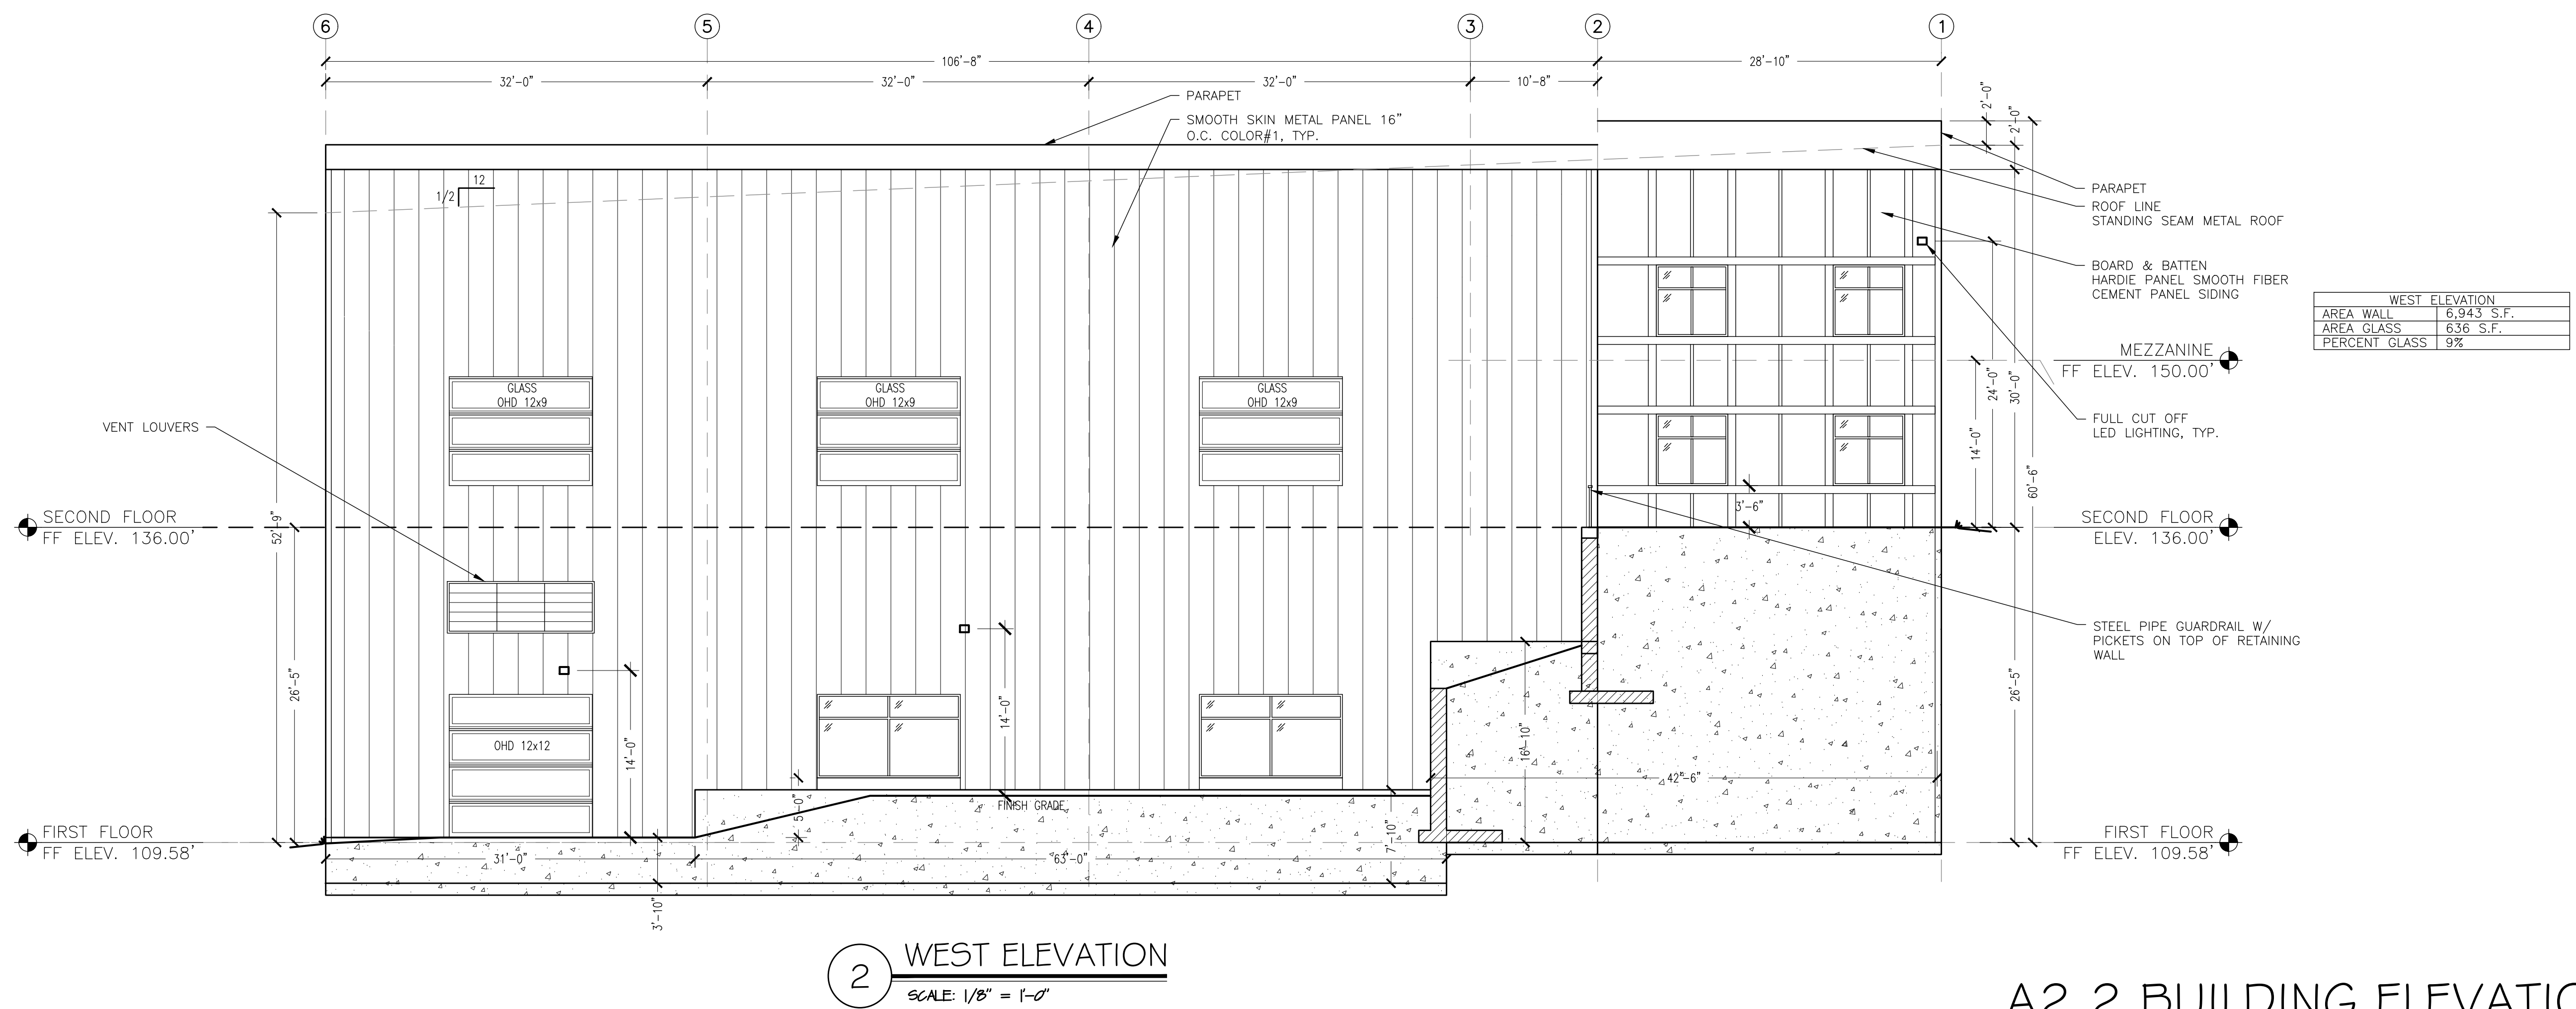 6 5 4 3 2 1
106'-8" 28'-10"
32'-0" 32'-0" 32'-0" 10'-8"
2'-0"
2'-0"
PARAPET
SMOOTH SKIN METAL PANEL 16"
O.C. COLOR#1, TYP.
12
1/2
PARAPET
ROOF LINE
STANDING SEAM METAL ROOF
BOARD & BATTEN
HARDIE PANEL SMOOTH FIBER
CEMENT PANEL SIDING
WEST ELEVATION
AREA WALL 6,943 S.F.
AREA GLASS 636 S.F.
PERCENT GLASS 9%
MEZZANINE
FF ELEV. 150.00'
GLASS
OHD 12x9
GLASS
OHD 12x9
GLASS
OHD 12x9
VENT LOUVERS
FULL CUT OFF
LED LIGHTING, TYP.
24'-0"
30'-0"
14'-0"
60'-6"
3'-6"
52'-9"
SECOND FLOOR
FF ELEV. 136.00'
SECOND FLOOR
ELEV. 136.00'
STEEL PIPE GUARDRAIL W/
PICKETS ON TOP OF RETAINING
WALL
26'-5"
26'-5"
OHD 12x12
14'-0"
14'-0"
16'-10"
42'-6"
5'-0"
FINISH GRADE
FIRST FLOOR
FF ELEV. 109.58'
FIRST FLOOR
FF ELEV. 109.58'
31'-0"
63'-0"
7'-10"
3'-10"
2 WEST ELEVATION
SCALE: 1/8" = 1'-0"
A2.2 BUILDING ELEVATIO